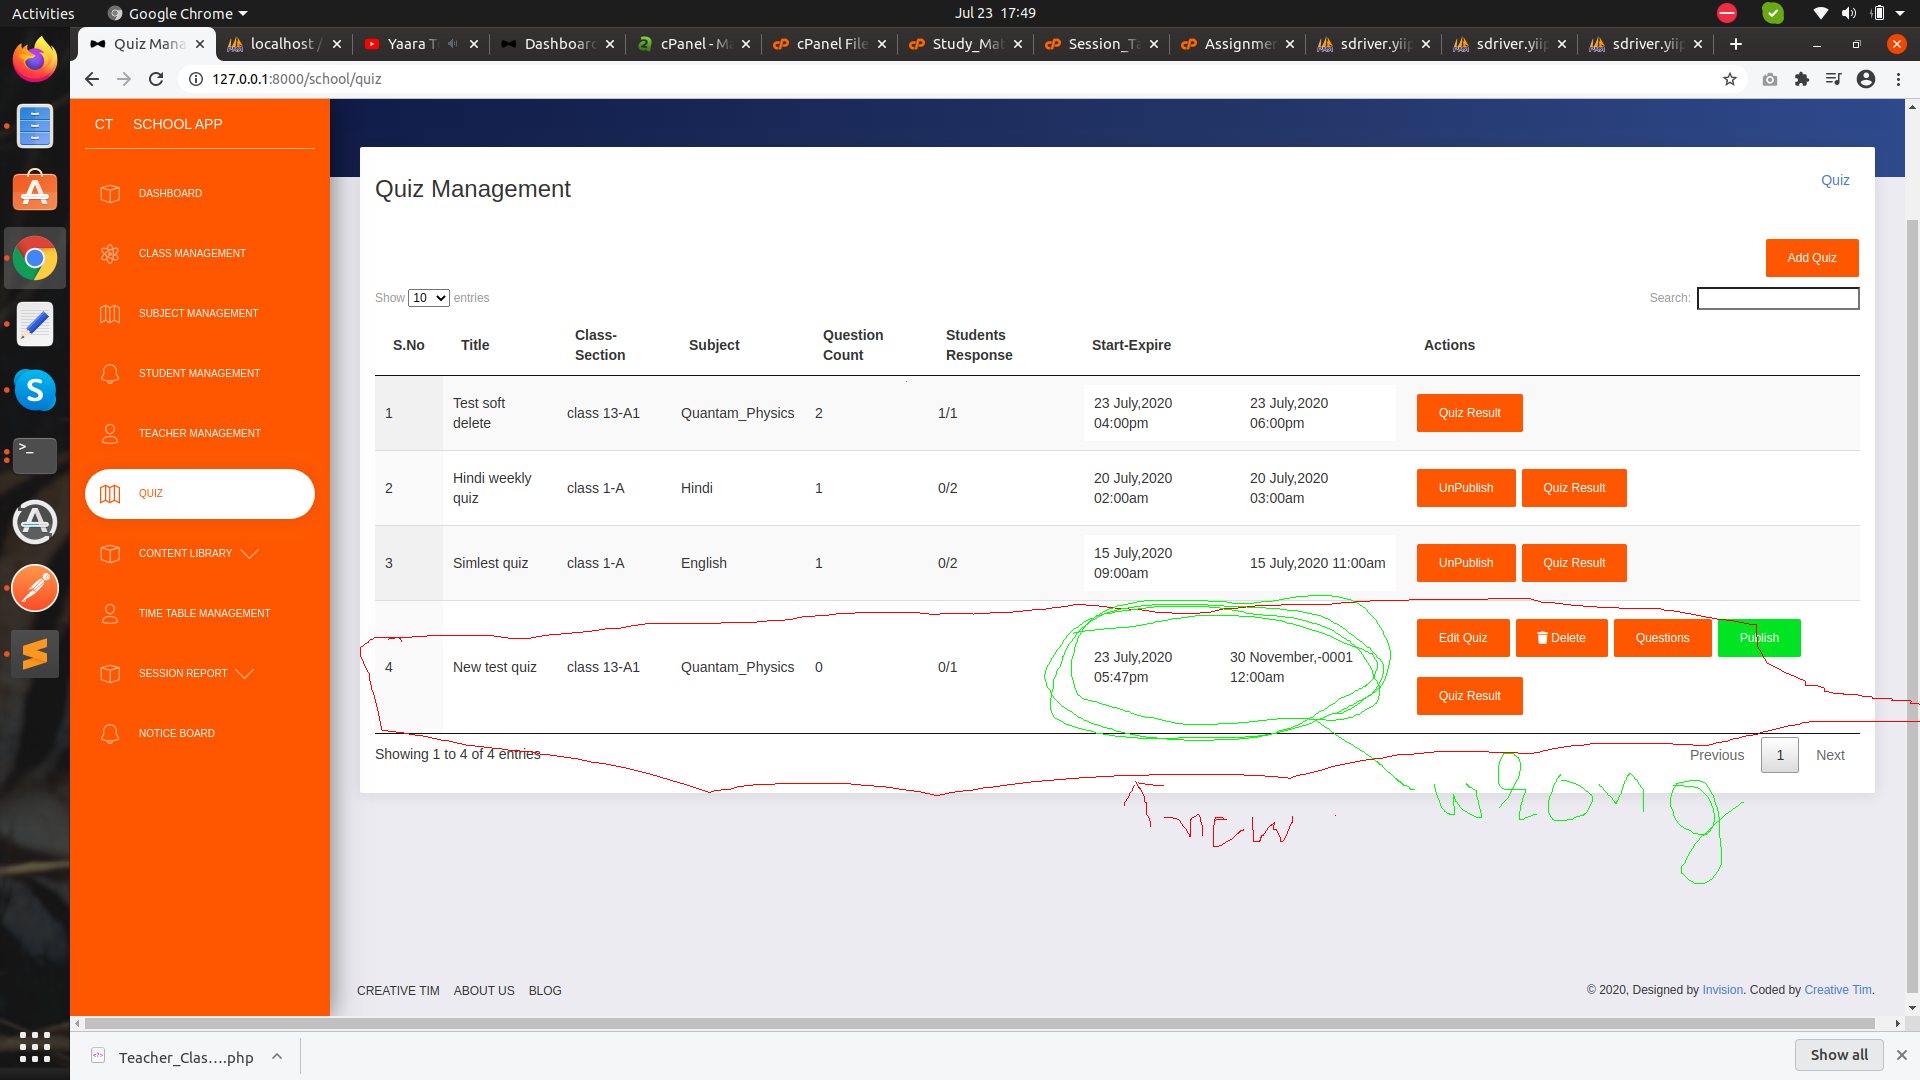 Activities Google Chrome Jul 23 17:49
Quiz Mana localhost / Yaara T Dashboard cPanel - M cPanel File Study_Mat Session_Ta Assignmen sdriver.yiip sdriver.yiip sdriver.yiip
127.0.0.1:8000/school/quiz
CT SCHOOL APP
DASHBOARD
CLASS MANAGEMENT
SUBJECT MANAGEMENT
STUDENT MANAGEMENT
TEACHER MANAGEMENT
QUIZ
CONTENT LIBRARY
TIME TABLE MANAGEMENT
SESSION REPORT
NOTICE BOARD
Quiz Management Quiz
Add Quiz
Show 10 entries Search:
S.No Title Class-Section Subject Question Count Students Response Start-Expire Actions
1 Test soft delete class 13-A1 Quantam_Physics 2 1/1 23 July,2020 04:00pm 23 July,2020 06:00pm Quiz Result
2 Hindi weekly quiz class 1-A Hindi 1 0/2 20 July,2020 02:00am 20 July,2020 03:00am UnPublish Quiz Result
3 Simlest quiz class 1-A English 1 0/2 15 July,2020 09:00am 15 July,2020 11:00am UnPublish Quiz Result
4 New test quiz class 13-A1 Quantam_Physics 0 0/1 23 July,2020 05:47pm 30 November,-0001 12:00am Edit Quiz Delete Questions Publish Quiz Result
Showing 1 to 4 of 4 entries Previous 1 Next
new wrong
CREATIVE TIM ABOUT US BLOG © 2020, Designed by Invision. Coded by Creative Tim.
Teacher_Clas....php Show all